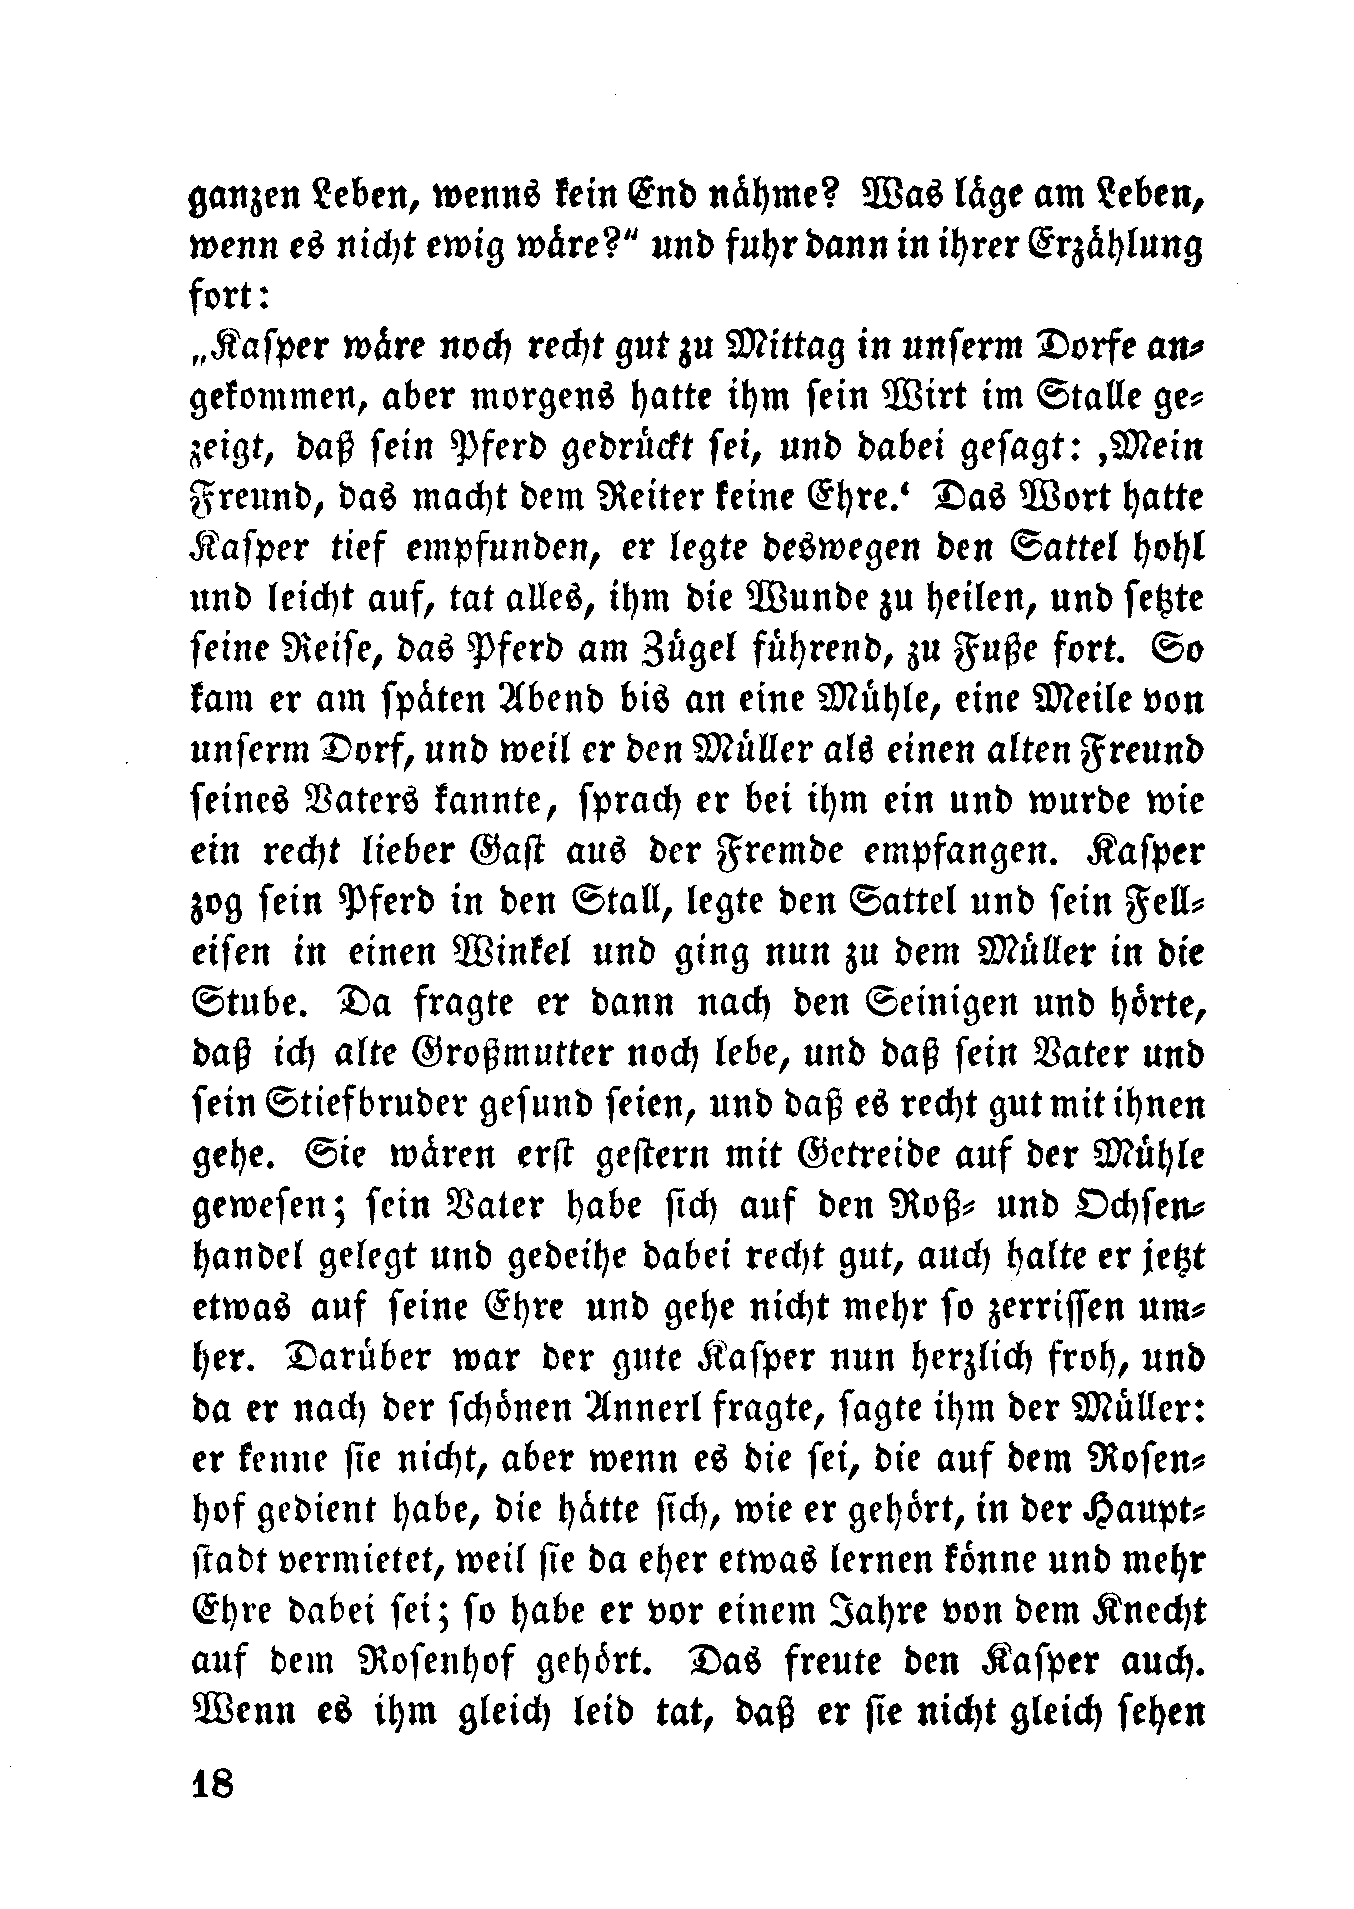 ganzen Leben, wenns kein End nähme? Was läge am Leben,
wenn es nicht ewig wäre?“ und fuhr dann in ihrer Erzählung
fort:
„Kaſper wäre noch recht gut zu Mittag in unſerm Dorfe an⸗
gekommen, aber morgens hatte ihm ſein Wirt im Stalle ge⸗
zeigt, daß ſein Pferd gedrückt ſei, und dabei geſagt: ‚Mein
Freund, das macht dem Reiter keine Ehre.‘ Das Wort hatte
Kaſper tief empfunden, er legte deswegen den Sattel hohl
und leicht auf, tat alles, ihm die Wunde zu heilen, und ſetzte
ſeine Reiſe, das Pferd am Zügel führend, zu Fuße fort. So
kam er am ſpäten Abend bis an eine Mühle, eine Meile von
unſerm Dorf, und weil er den Müller als einen alten Freund
ſeines Vaters kannte, ſprach er bei ihm ein und wurde wie
ein recht lieber Gaſt aus der Fremde empfangen. Kaſper
zog ſein Pferd in den Stall, legte den Sattel und ſein Fell⸗
eiſen in einen Winkel und ging nun zu dem Müller in die
Stube. Da fragte er dann nach den Seinigen und hörte,
daß ich alte Großmutter noch lebe, und daß ſein Vater und
ſein Stiefbruder geſund ſeien, und daß es recht gut mit ihnen
gehe. Sie wären erſt geſtern mit Getreide auf der Mühle
geweſen; ſein Vater habe ſich auf den Roß⸗ und Ochſen⸗
handel gelegt und gedeihe dabei recht gut, auch halte er jetzt
etwas auf ſeine Ehre und gehe nicht mehr ſo zerriſſen um⸗
her. Darüber war der gute Kaſper nun herzlich froh, und
da er nach der ſchönen Annerl fragte, ſagte ihm der Müller:
er kenne ſie nicht, aber wenn es die ſei, die auf dem Roſen⸗
hof gedient habe, die hätte ſich, wie er gehört, in der Haupt⸗
ſtadt vermietet, weil ſie da eher etwas lernen könne und mehr
Ehre dabei ſei; ſo habe er vor einem Jahre von dem Knecht
auf dem Roſenhof gehört. Das freute den Kaſper auch.
Wenn es ihm gleich leid tat, daß er ſie nicht gleich ſehen
18